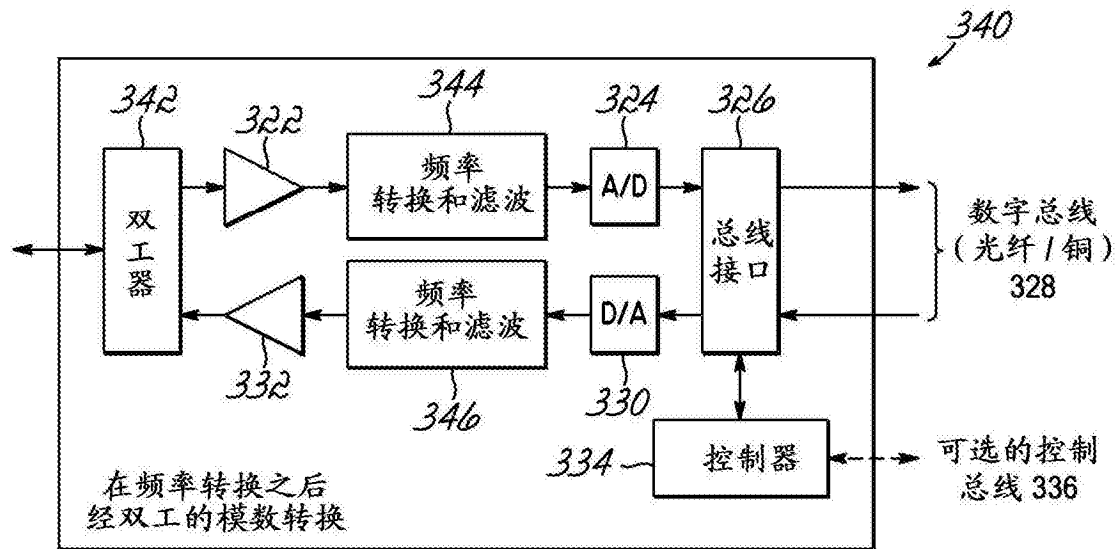 340
342
322
344
324
326
双
工
器
频率
转换和滤波
A/D
总线
接口
数字总线
(光纤/铜)
328
频率
转换和滤波
D/A
332
346
330
334
控制器
可选的控制
总线 336
在频率转换之后
经双工的模数转换